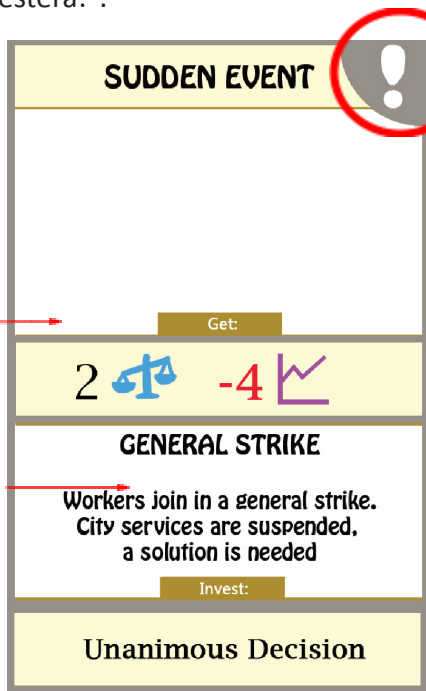 SUDDEN EVENT
!
Get:
2 -4
GENERAL STRIKE
Workers join in a general strike.
City services are suspended,
a solution is needed
Invest:
Unanimous Decision